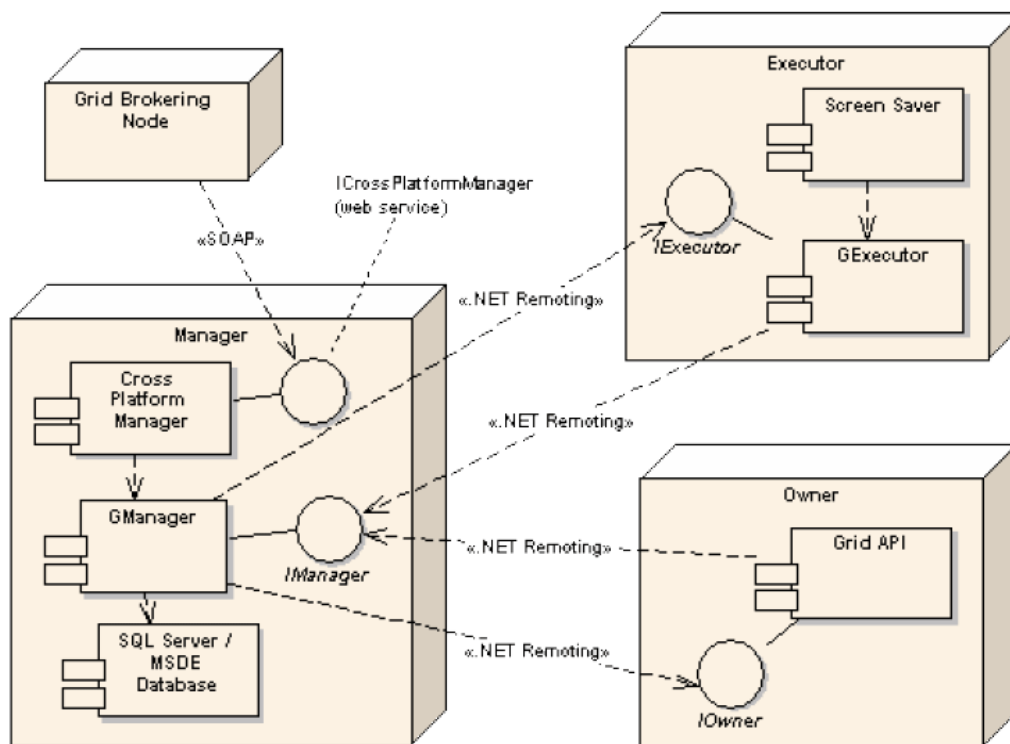 Grid Brokering
Node
«SOAP»
ICrossPlatformManager
(web service)
Executor
Screen Saver
IExecutor
GExecutor
«.NET Remoting»
«.NET Remoting»
Manager
Cross
Platform
Manager
GManager
IManager
SQL Server /
MSDE
Database
«.NET Remoting»
«.NET Remoting»
Owner
Grid API
IOwner